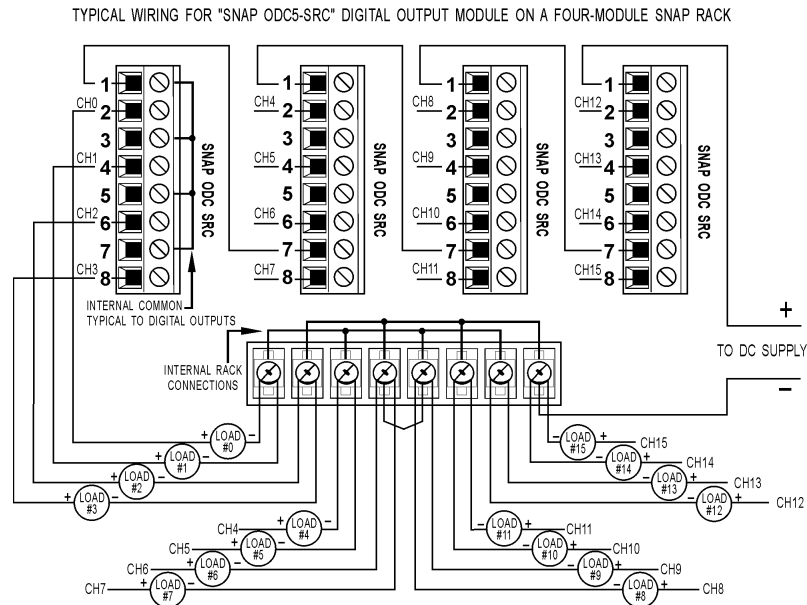 TYPICAL WIRING FOR "SNAP ODC5-SRC" DIGITAL OUTPUT MODULE ON A FOUR-MODULE SNAP RACK
1
CH0
2
3
CH1
4
5
CH2
6
7
CH3
8
SNAP ODC SRC
1
CH4
2
3
CH5
4
5
CH6
6
7
CH7
8
SNAP ODC SRC
1
CH8
2
3
CH9
4
5
CH10
6
7
CH11
8
SNAP ODC SRC
1
CH12
2
3
CH13
4
5
CH14
6
7
CH15
8
SNAP ODC SRC
INTERNAL COMMON
TYPICAL TO DIGITAL OUTPUTS
+
TO DC SUPPLY
−
INTERNAL RACK
CONNECTIONS
+ LOAD #0 -
+ LOAD #1 -
+ LOAD #2 -
+ LOAD #3 -
CH4 + LOAD #4 -
CH5 + LOAD #5 -
CH6 + LOAD #6 -
CH7 + LOAD #7 -
- LOAD #15 + CH15
- LOAD #14 + CH14
- LOAD #13 + CH13
- LOAD #12 + CH12
- LOAD #11 + CH11
- LOAD #10 + CH10
- LOAD #9 + CH9
- LOAD #8 + CH8